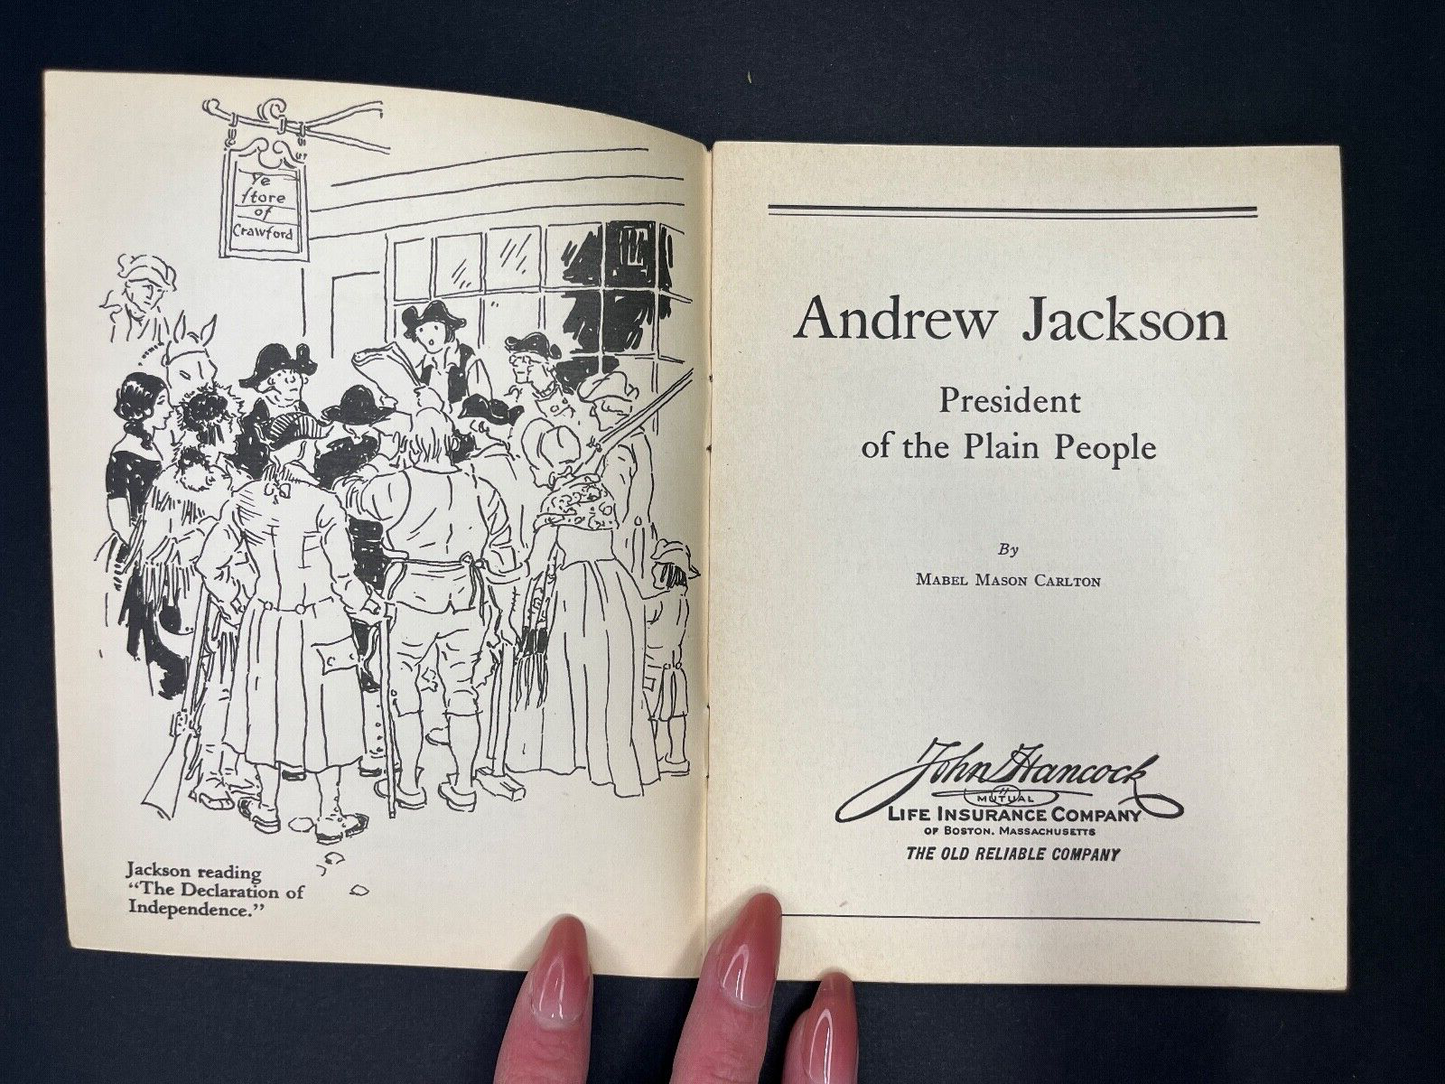 Ye
ſtore
of
Crawford
Jackson reading
“The Declaration of
Independence.”
Andrew Jackson
President
of the Plain People
By
Mabel Mason Carlton
John Hancock
MUTUAL
LIFE INSURANCE COMPANY
OF BOSTON, MASSACHUSETTS
THE OLD RELIABLE COMPANY